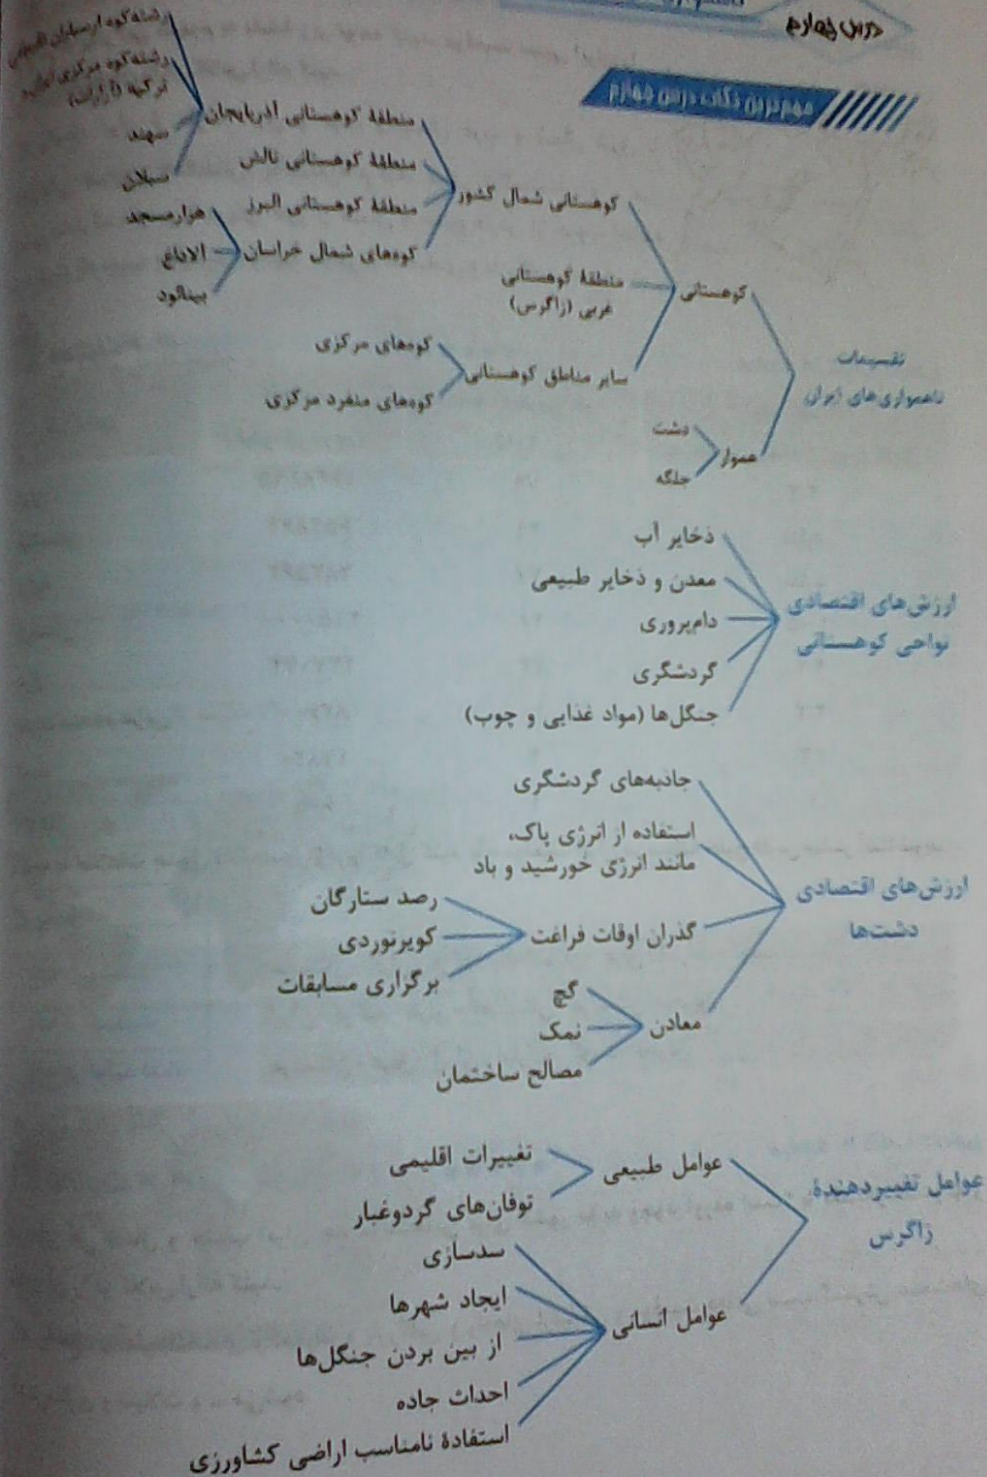 درس چهارم
مهم‌ترین نکات درس چهارم
تقسیمات
ناهمواری‌های ایران
کوهستانی
کوهستانی شمال کشور
منطقهٔ کوهستانی آذربایجان
رشته‌کوه ارسباران
رشته‌کوه مرکزی
ترکیه (آرارات)
سهند
سبلان
منطقهٔ کوهستانی تالش
منطقهٔ کوهستانی البرز
کوه‌های شمال خراسان
هزارمسجد
آلاداغ
بینالود
منطقهٔ کوهستانی
غربی (زاگرس)
سایر مناطق کوهستانی
کوه‌های مرکزی
کوه‌های منفرد مرکزی
هموار
دشت
جلگه
ارزش‌های اقتصادی
نواحی کوهستانی
ذخایر آب
معدن و ذخایر طبیعی
دام‌پروری
گردشگری
جنگل‌ها (مواد غذایی و چوب)
ارزش‌های اقتصادی
دشت‌ها
جاذبه‌های گردشگری
استفاده از انرژی پاک،
مانند انرژی خورشید و باد
گذران اوقات فراغت
رصد ستارگان
کویرنوردی
برگزاری مسابقات
معادن
گچ
نمک
مصالح ساختمان
عوامل تغییردهندهٔ
زاگرس
عوامل طبیعی
تغییرات اقلیمی
توفان‌های گردوغبار
عوامل انسانی
سدسازی
ایجاد شهرها
از بین بردن جنگل‌ها
احداث جاده
استفادهٔ نامناسب اراضی کشاورزی